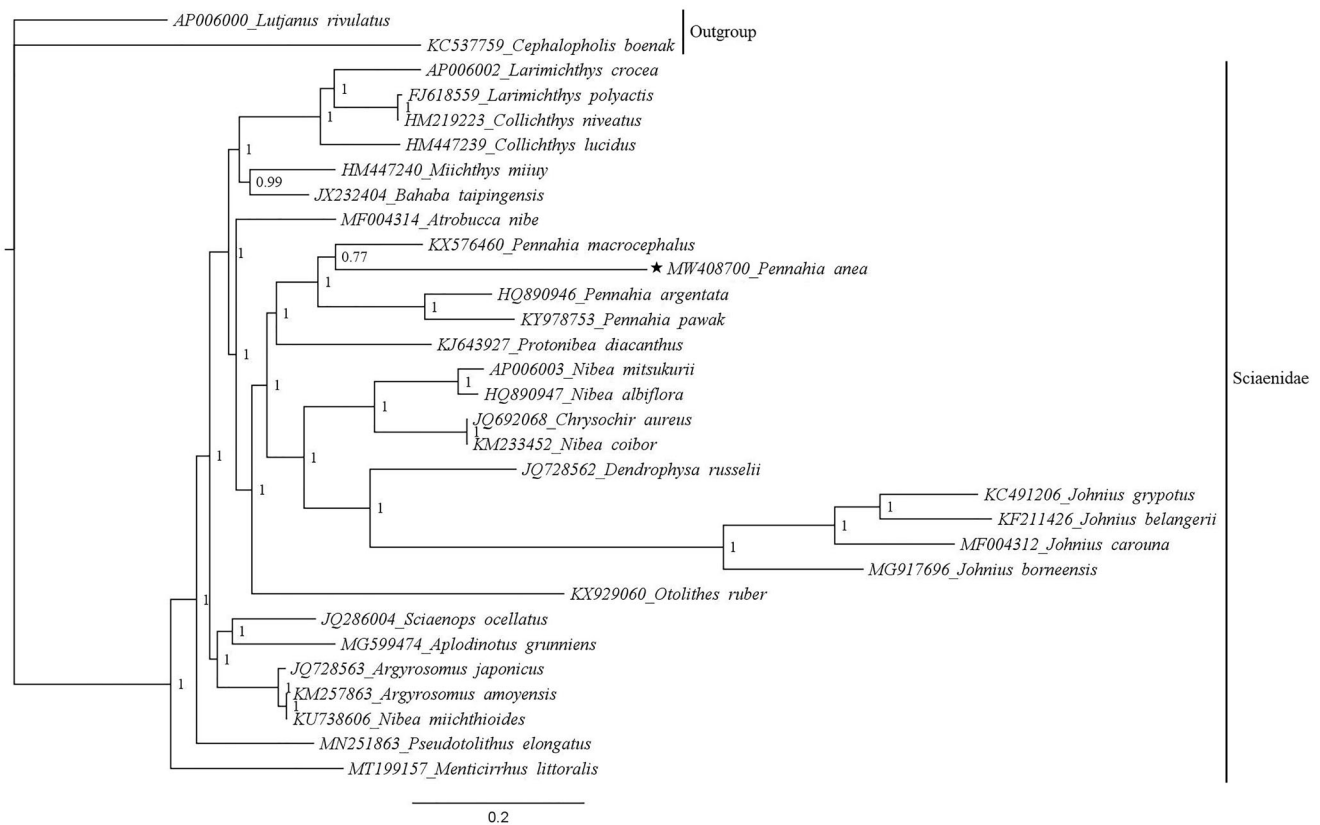 AP006000_Lutjanus rivulatus
Outgroup
KC537759_Cephalopholis boenak
AP006002_Larimichthys crocea
1
FJ618559_Larimichthys polyactis
1
1
HM219223_Collichthys niveatus
HM447239_Collichthys lucidus
1
HM447240_Miichthys miiuy
0.99
JX232404_Bahaba taipingensis
MF004314_Atrobucca nibe
KX576460_Pennahia macrocephalus
1
0.77
★ MW408700_Pennahia anea
1
HQ890946_Pennahia argentata
1
1
KY978753_Pennahia pawak
KJ643927_Protonibea diacanthus
1
AP006003_Nibea mitsukurii
Sciaenidae
1
1
HQ890947_Nibea albiflora
1
JQ692068_Chrysochir aureus
1
KM233452_Nibea coibor
1
1
JQ728562_Dendrophysa russelii
1
KC491206_Johnius grypotus
1
1
KF211426_Johnius belangerii
1
MF004312_Johnius carouna
1
MG917696_Johnius borneensis
KX929060_Otolithes ruber
1
JQ286004_Sciaenops ocellatus
1
MG599474_Aplodinotus grunniens
1
JQ728563_Argyrosomus japonicus
1
1
KM257863_Argyrosomus amoyensis
1
KU738606_Nibea miichthioides
MN251863_Pseudotolithus elongatus
MT199157_Menticirrhus littoralis
0.2